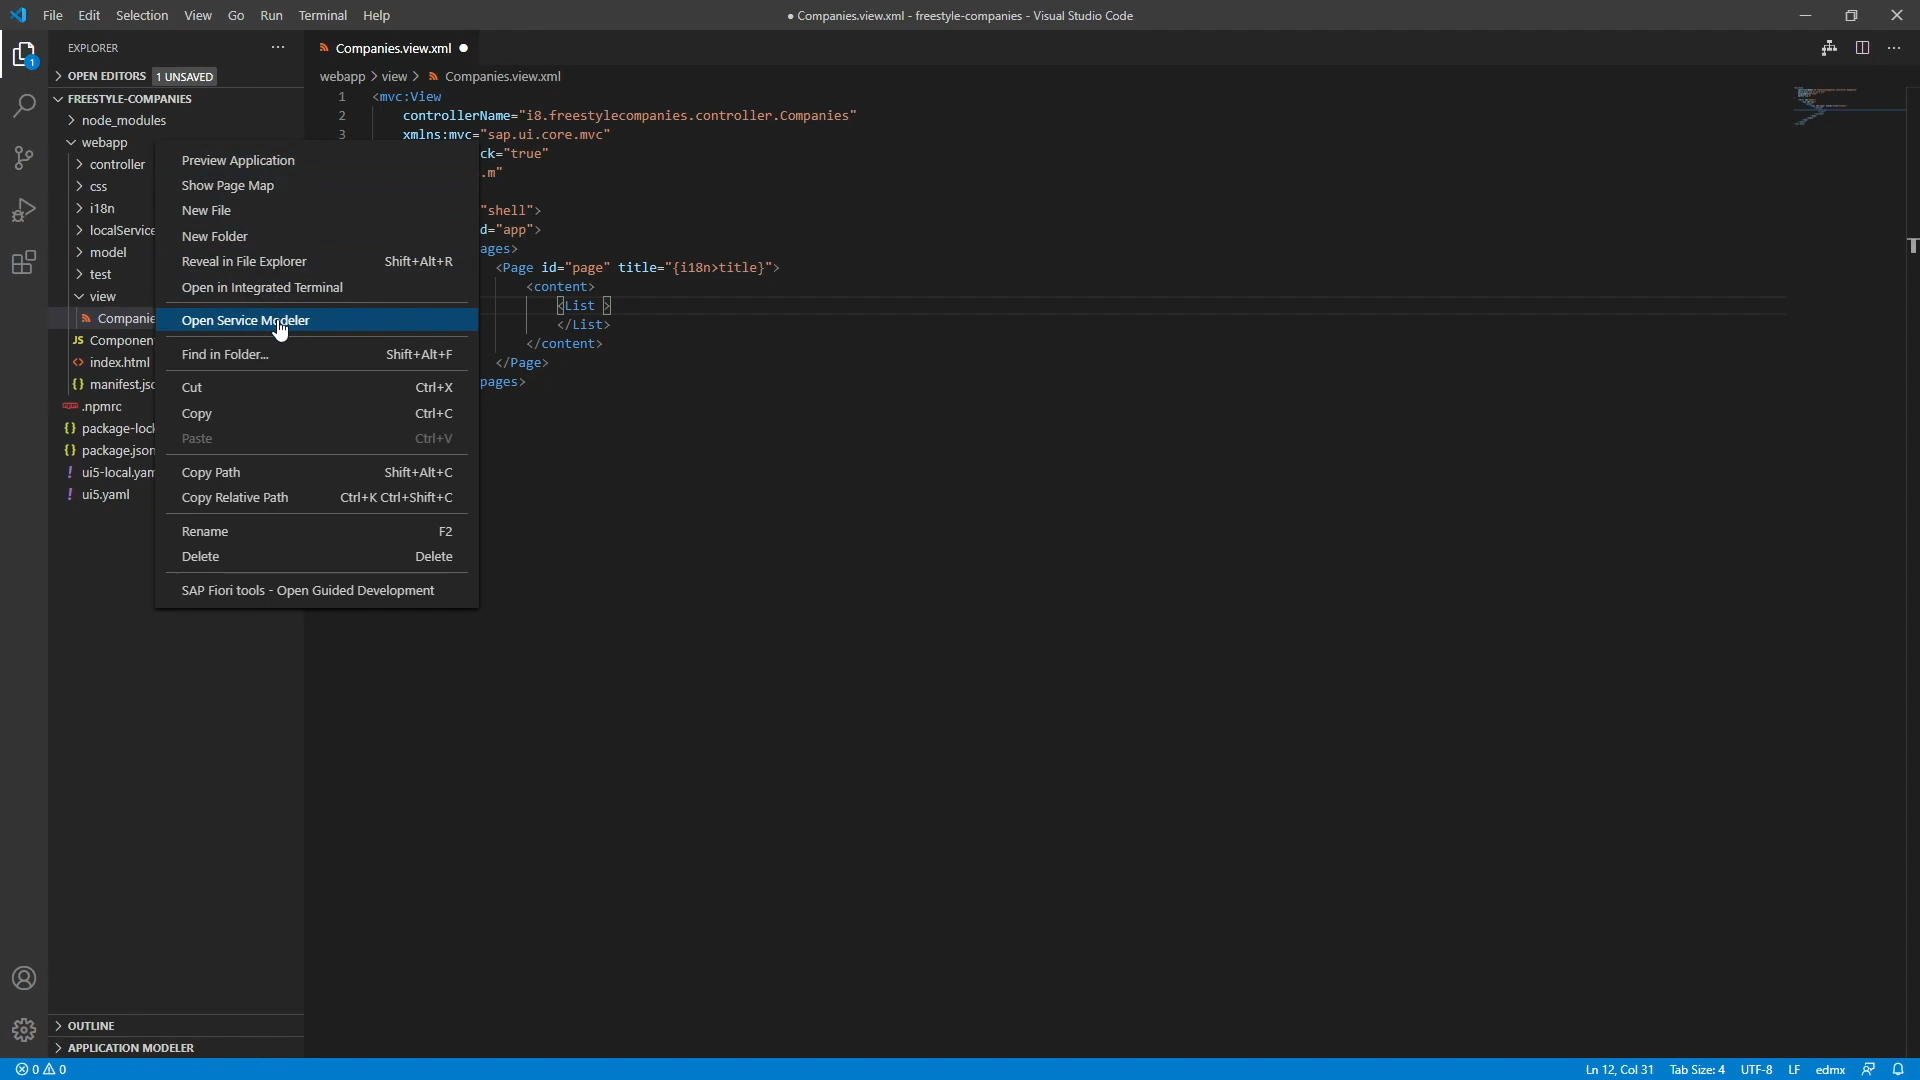 File Edit Selection View Go Run Terminal Help
● Companies.view.xml - freestyle-companies - Visual Studio Code
EXPLORER
1
OPEN EDITORS 1 UNSAVED
FREESTYLE-COMPANIES
node_modules
webapp
controller
css
i18n
localService
model
test
view
Companie
JS Componen
<> index.html
{} manifest.jso
.npmrc
{} package-lock
{} package.json
! ui5-local.yam
! ui5.yaml
OUTLINE
APPLICATION MODELER
Preview Application
Show Page Map
New File
New Folder
Reveal in File Explorer Shift+Alt+R
Open in Integrated Terminal
Open Service Modeler
Find in Folder... Shift+Alt+F
Cut Ctrl+X
Copy Ctrl+C
Paste Ctrl+V
Copy Path Shift+Alt+C
Copy Relative Path Ctrl+K Ctrl+Shift+C
Rename F2
Delete Delete
SAP Fiori tools - Open Guided Development
Companies.view.xml ●
webapp > view > Companies.view.xml
1 <mvc:View
2 controllerName="i8.freestylecompanies.controller.Companies"
3 xmlns:mvc="sap.ui.core.mvc"
ck="true"
.m"
"shell">
d="app">
ages>
<Page id="page" title="{i18n>title}">
<content>
<List >
</List>
</content>
</Page>
pages>
0 0
Ln 12, Col 31 Tab Size: 4 UTF-8 LF edmx